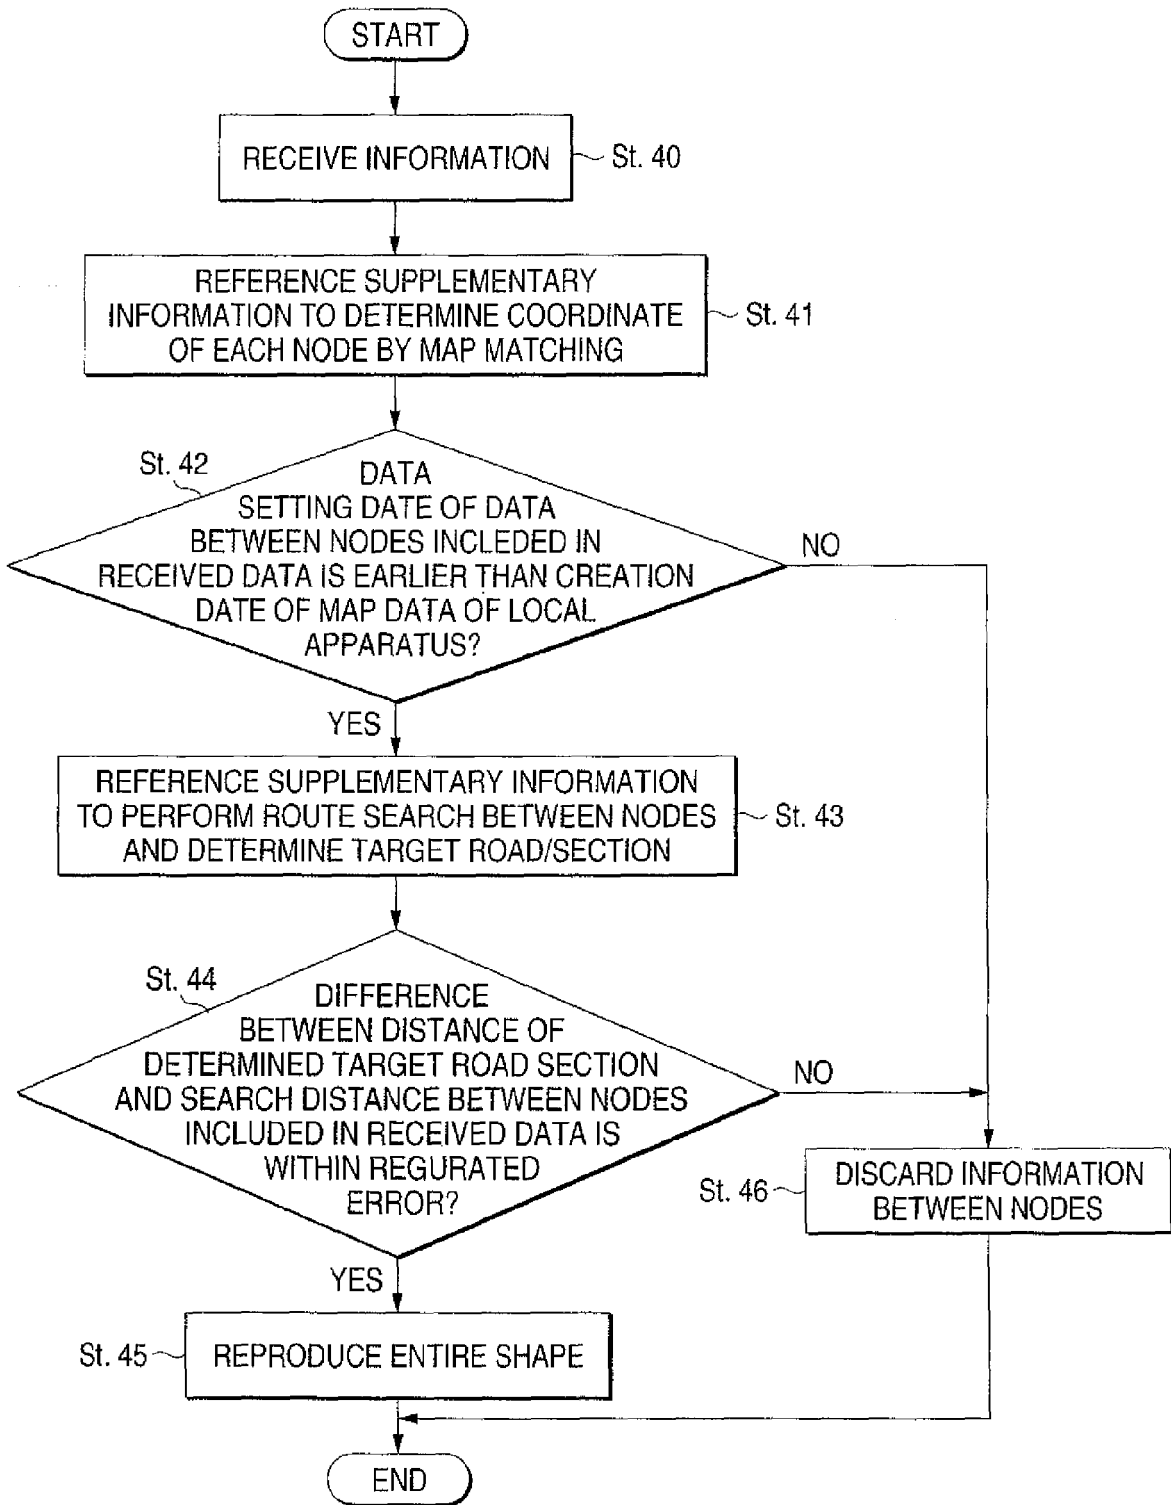 START
RECEIVE INFORMATION
St. 40
REFERENCE SUPPLEMENTARY
INFORMATION TO DETERMINE COORDINATE
OF EACH NODE BY MAP MATCHING
St. 41
St. 42
DATA
SETTING DATE OF DATA
BETWEEN NODES INCLEDED IN
RECEIVED DATA IS EARLIER THAN CREATION
DATE OF MAP DATA OF LOCAL
APPARATUS?
NO
YES
REFERENCE SUPPLEMENTARY INFORMATION
TO PERFORM ROUTE SEARCH BETWEEN NODES
AND DETERMINE TARGET ROAD/SECTION
St. 43
St. 44
DIFFERENCE
BETWEEN DISTANCE OF
DETERMINED TARGET ROAD SECTION
AND SEARCH DISTANCE BETWEEN NODES
INCLUDED IN RECEIVED DATA IS
WITHIN REGURATED
ERROR?
NO
YES
St. 46
DISCARD INFORMATION
BETWEEN NODES
St. 45
REPRODUCE ENTIRE SHAPE
END